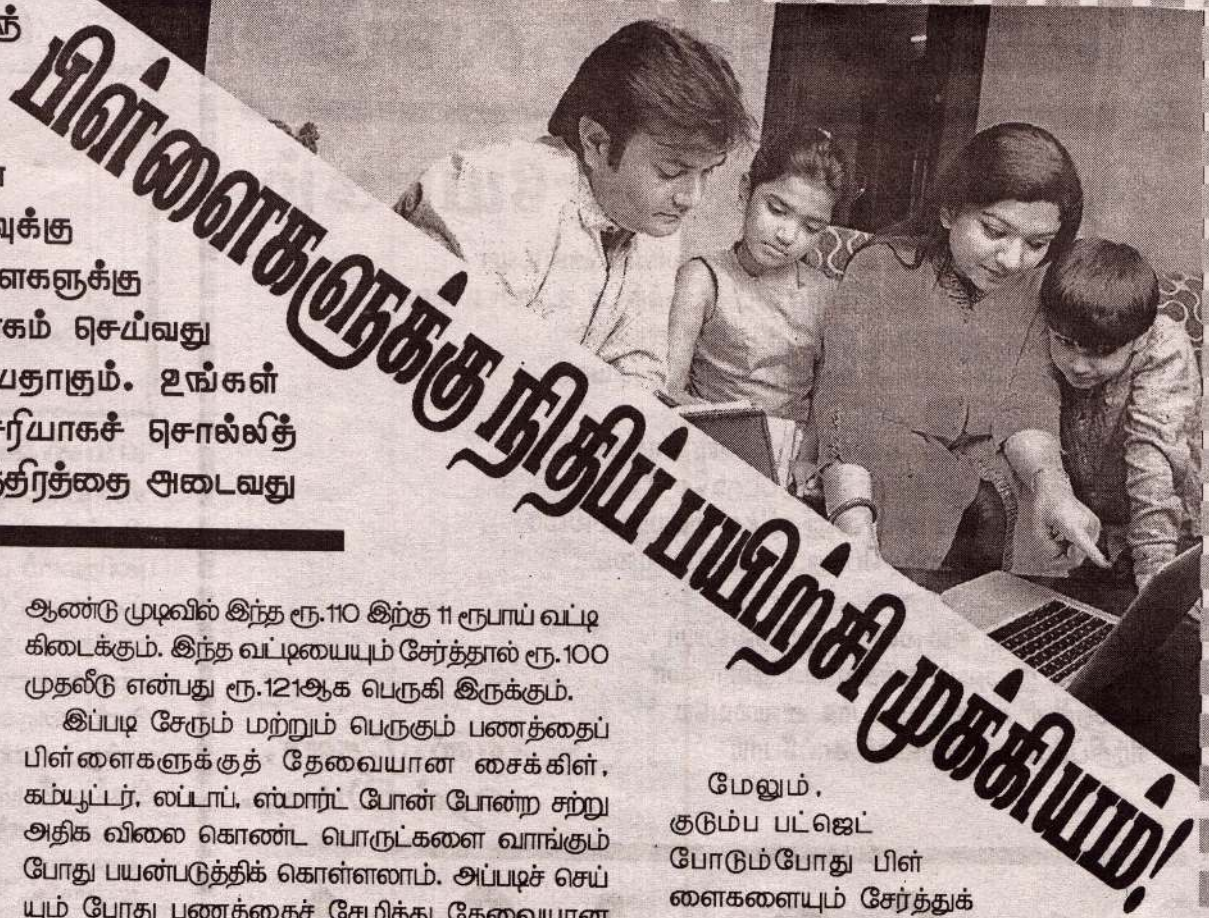 பிள்ளைகளுக்கு நிதிப் பயிற்சி முக்கியம்!
வுக்கு
ளைகளுக்கு
கம் செய்வது
யதாகும். உங்கள்
சரியாகச் சொல்லித்
திரத்தை அடைவது
ஆண்டு முடிவில் இந்த ரூ.110 இற்கு 11 ரூபாய் வட்டி
கிடைக்கும். இந்த வட்டியையும் சேர்த்தால் ரூ.100
முதலீடு என்பது ரூ.121ஆக பெருகி இருக்கும்.
இப்படி சேரும் மற்றும் பெருகும் பணத்தைப்
பிள்ளைகளுக்குத் தேவையான சைக்கிள்,
கம்யூட்டர், லப்டாப், ஸ்மார்ட் போன் போன்ற சற்று
அதிக விலை கொண்ட பொருட்களை வாங்கும்
போது பயன்படுத்திக் கொள்ளலாம். அப்படிச் செய்
யும் போது பணத்தைச் சேமித்து தேவையான
மேலும்,
குடும்ப பட்ஜெட்
போடும்போது பிள்
ளைகளையும் சேர்த்துக்